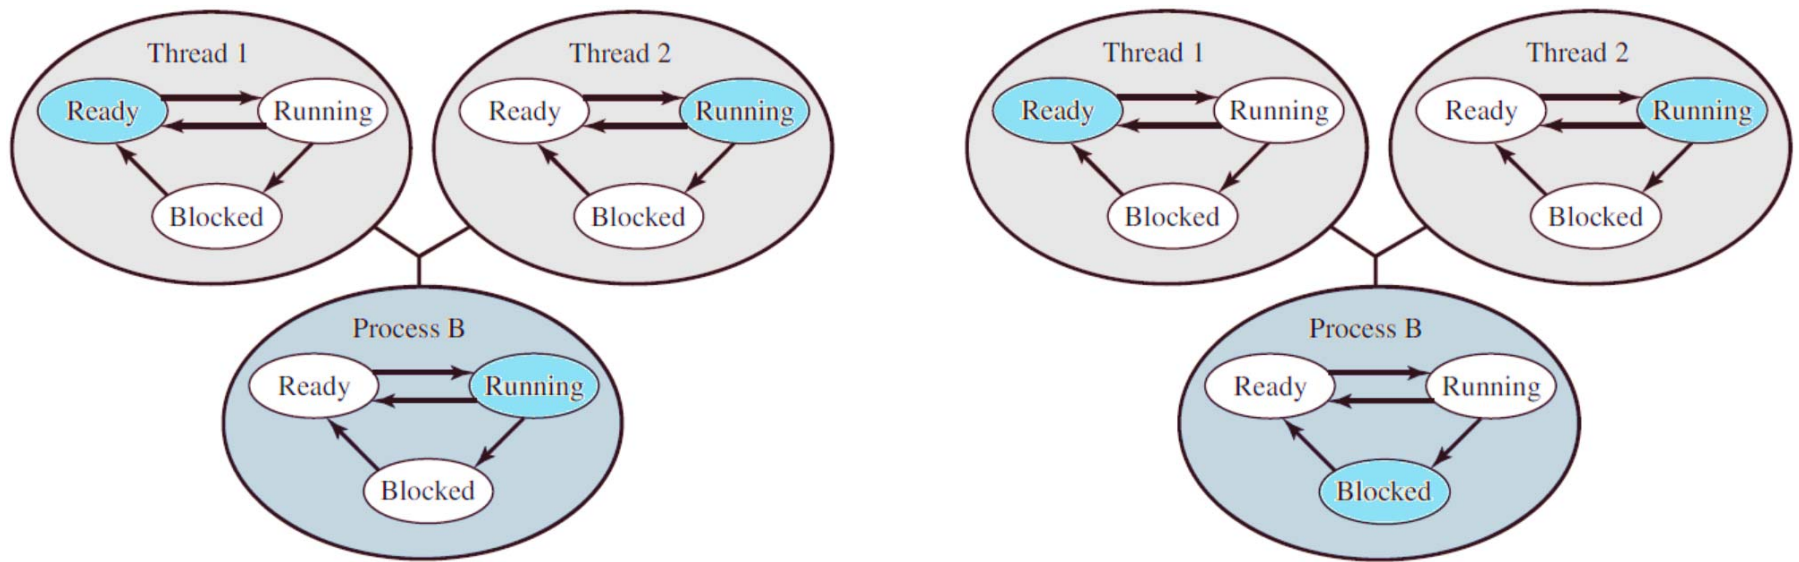 Thread 1
Ready Running
Blocked
Thread 2
Ready Running
Blocked
Process B
Ready Running
Blocked
Thread 1
Ready Running
Blocked
Thread 2
Ready Running
Blocked
Process B
Ready Running
Blocked